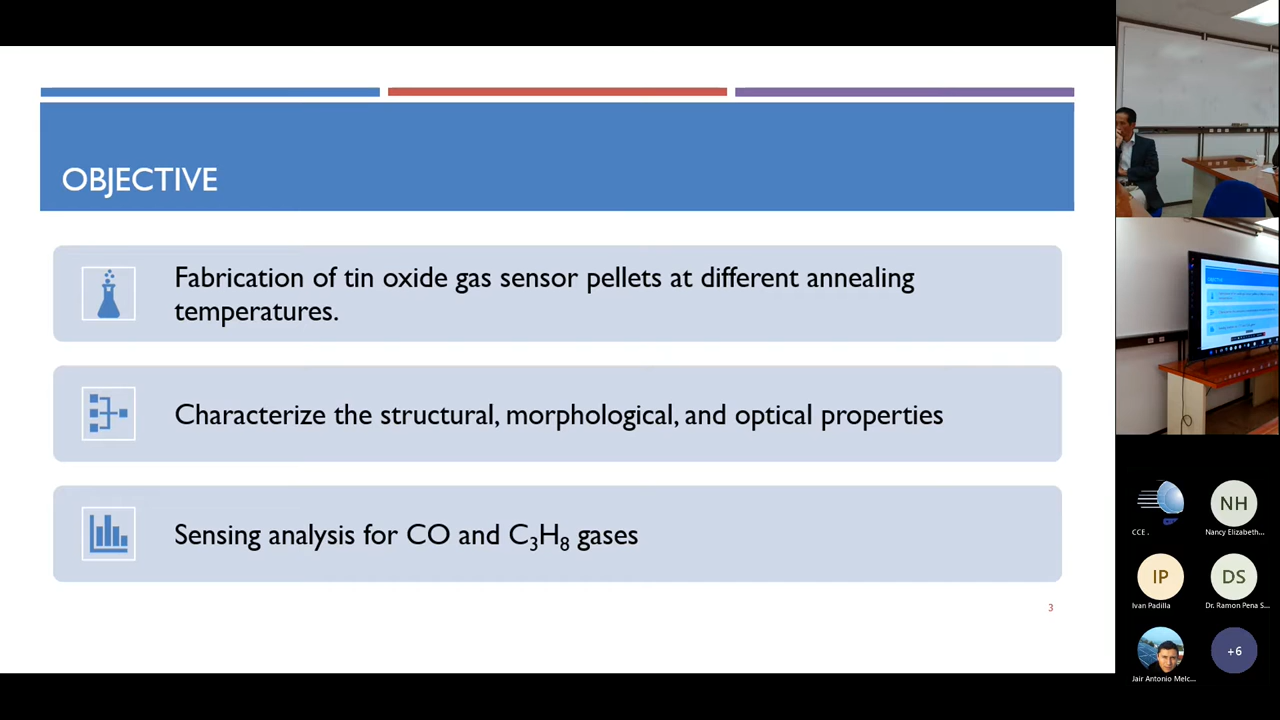 OBJECTIVE
Fabrication of tin oxide gas sensor pellets at different annealing
temperatures.
Characterize the structural, morphological, and optical properties
Sensing analysis for CO and C₃H₈ gases
3
NH
CCE .
Nancy Elizabeth...
IP
DS
Ivan Padilla
Dr. Ramon Pena S...
+6
Jair Antonio Melc...